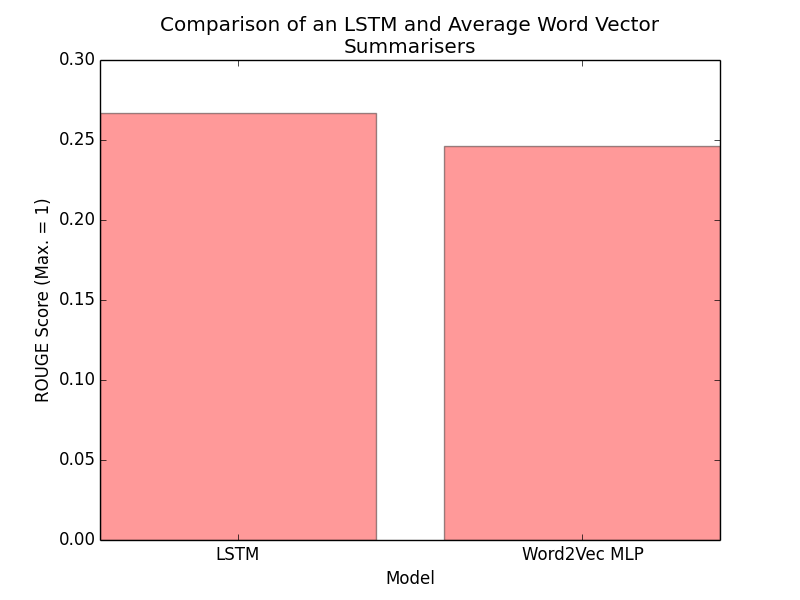 Comparison of an LSTM and Average Word Vector
Summarisers
ROUGE Score (Max. = 1)
0.30
0.25
0.20
0.15
0.10
0.05
0.00
LSTM
Word2Vec MLP
Model